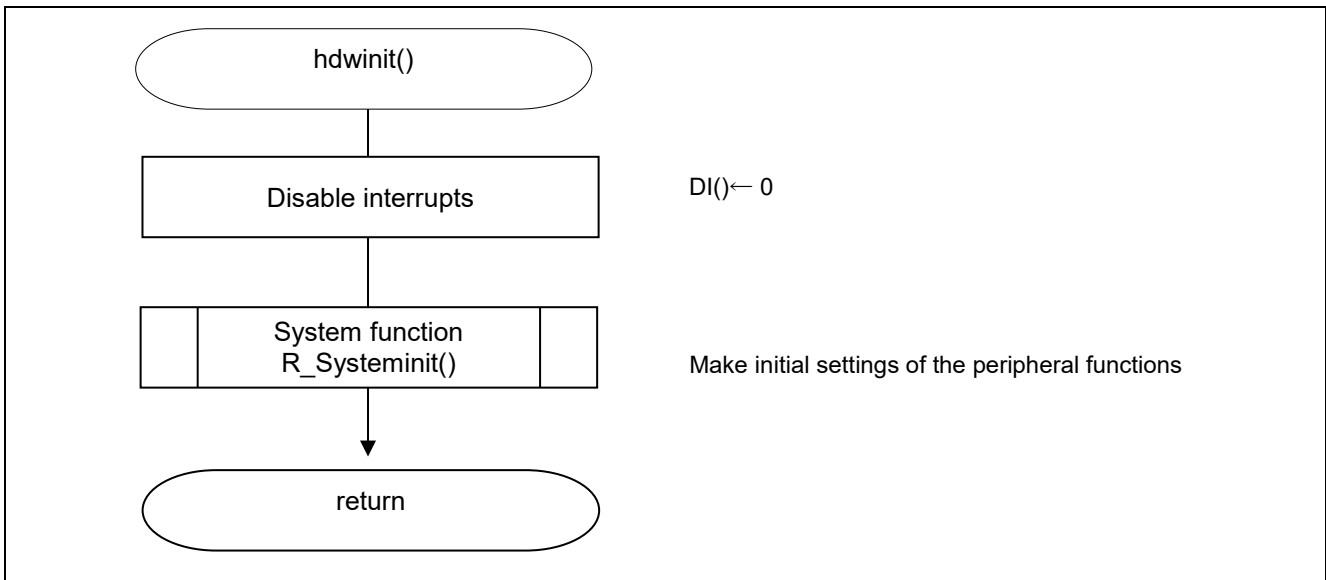 hdwinit()
Disable interrupts
DI()← 0
System function
R_Systeminit()
Make initial settings of the peripheral functions
return